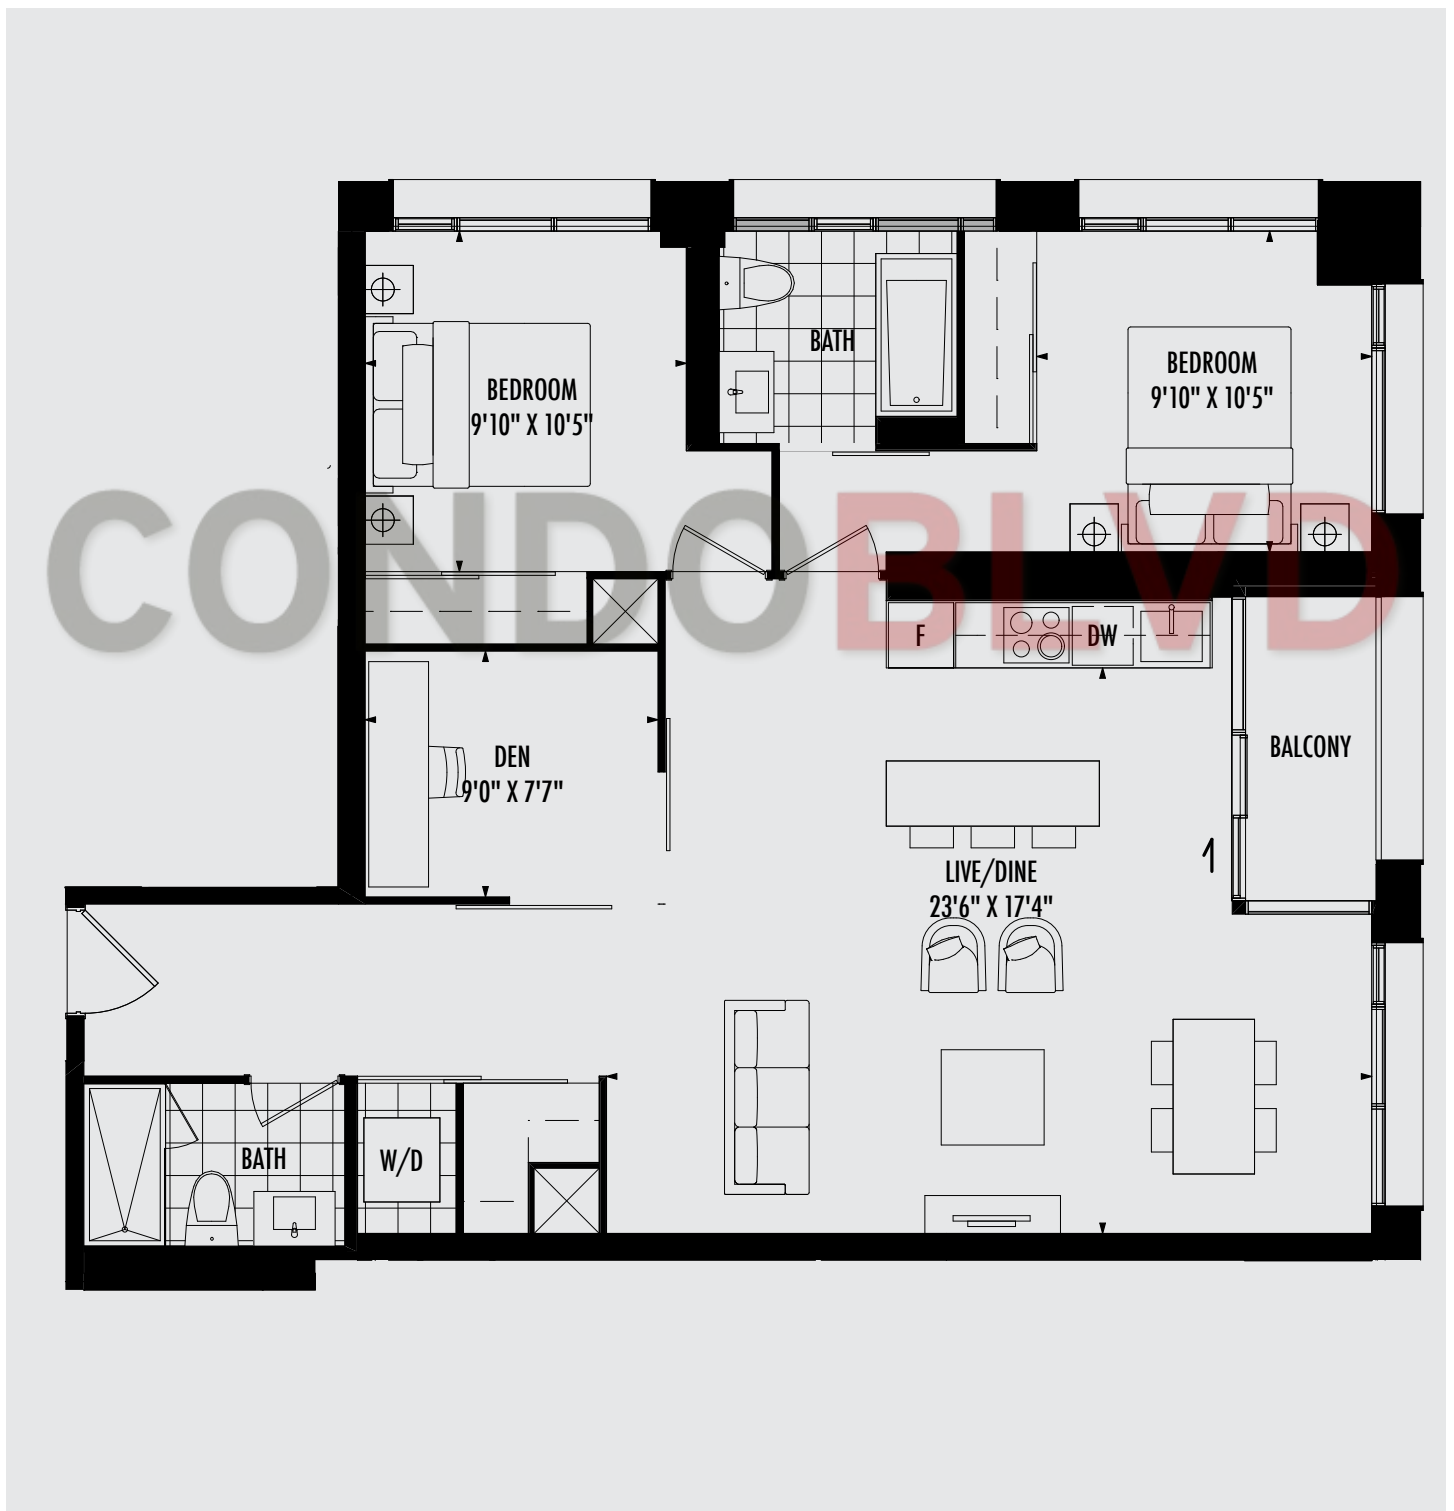 BATH
BEDROOM
9'10" X 10'5"
BEDROOM
9'10" X 10'5"
CONDOBLVD
F
DW
DEN
9'0" X 7'7"
BALCONY
1
LIVE/DINE
23'6" X 17'4"
BATH
W/D